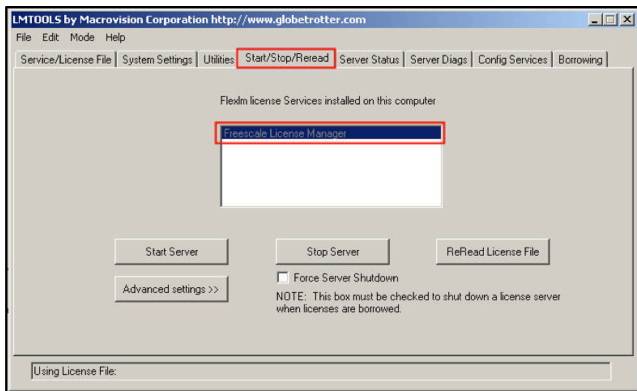 LMTOOLS by Macrovision Corporation http://www.globetrotter.com
File Edit Mode Help
Service/License File System Settings Utilities Start/Stop/Reread Server Status Server Diags Config Services Borrowing
Flexlm license Services installed on this computer
Freescale License Manager
Start Server Stop Server ReRead License File
Force Server Shutdown
Advanced settings >>
NOTE: This box must be checked to shut down a license server
when licenses are borrowed.
Using License File: